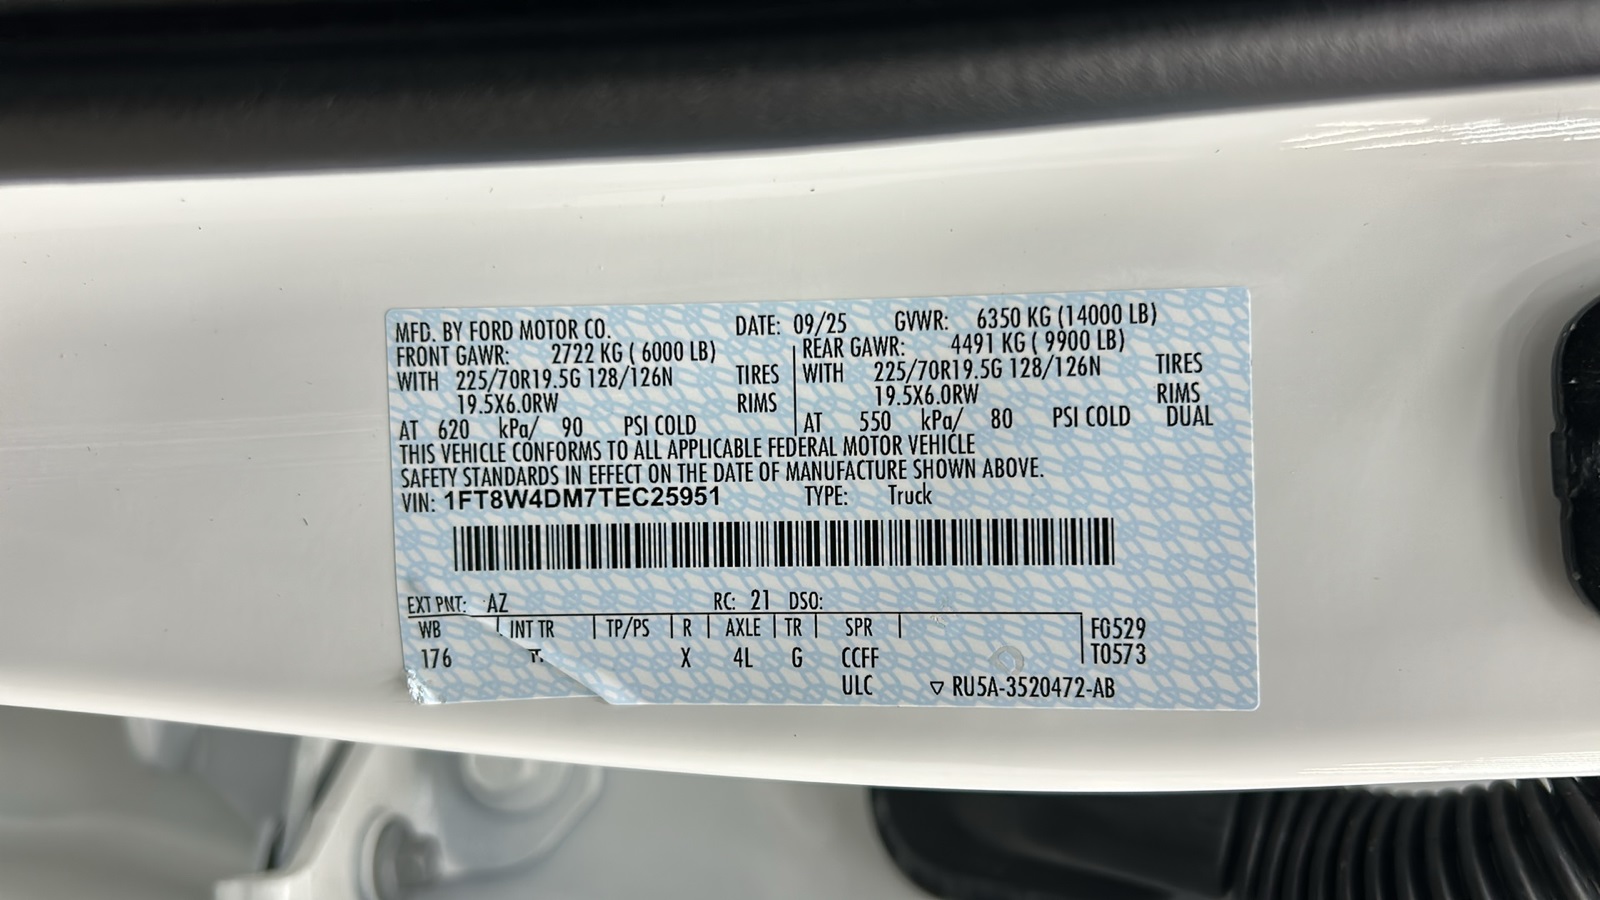 MFD. BY FORD MOTOR CO. DATE: 09/25 GVWR: 6350 KG (14000 LB)
FRONT GAWR: 2722 KG ( 6000 LB) REAR GAWR: 4491 KG ( 9900 LB)
WITH 225/70R19.5G 128/126N TIRES WITH 225/70R19.5G 128/126N TIRES
19.5X6.0RW RIMS 19.5X6.0RW RIMS
AT 620 kPa/ 90 PSI COLD AT 550 kPa/ 80 PSI COLD DUAL
THIS VEHICLE CONFORMS TO ALL APPLICABLE FEDERAL MOTOR VEHICLE
SAFETY STANDARDS IN EFFECT ON THE DATE OF MANUFACTURE SHOWN ABOVE.
VIN: 1FT8W4DM7TEC25951 TYPE: Truck
EXT PNT: AZ RC: 21 DSO:
WB INT TR TP/PS R AXLE TR SPR F0529
176 X 4L G CCFF T0573
ULC RU5A-3520472-AB